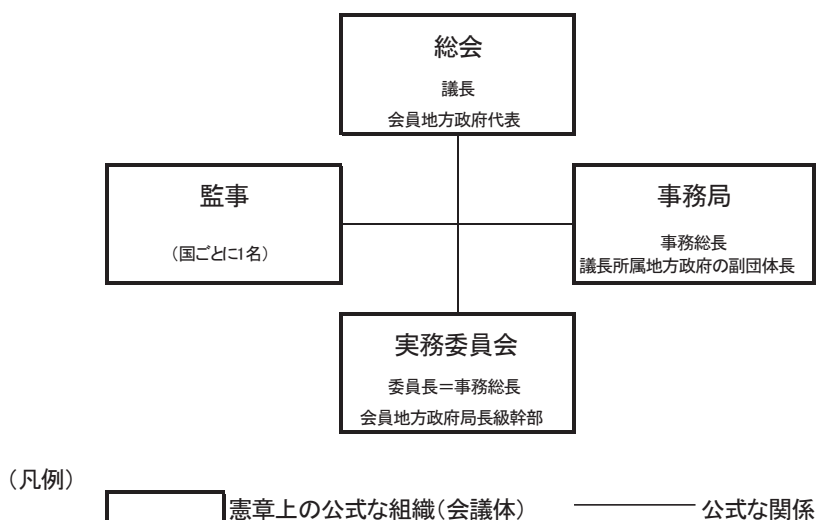 総会
議長
会員地方政府代表
監事
(国ごとに1名)
事務局
事務総長
議長所属地方政府の副団体長
実務委員会
委員長=事務総長
会員地方政府局長級幹部
(凡例)
憲章上の公式な組織(会議体)
公式な関係